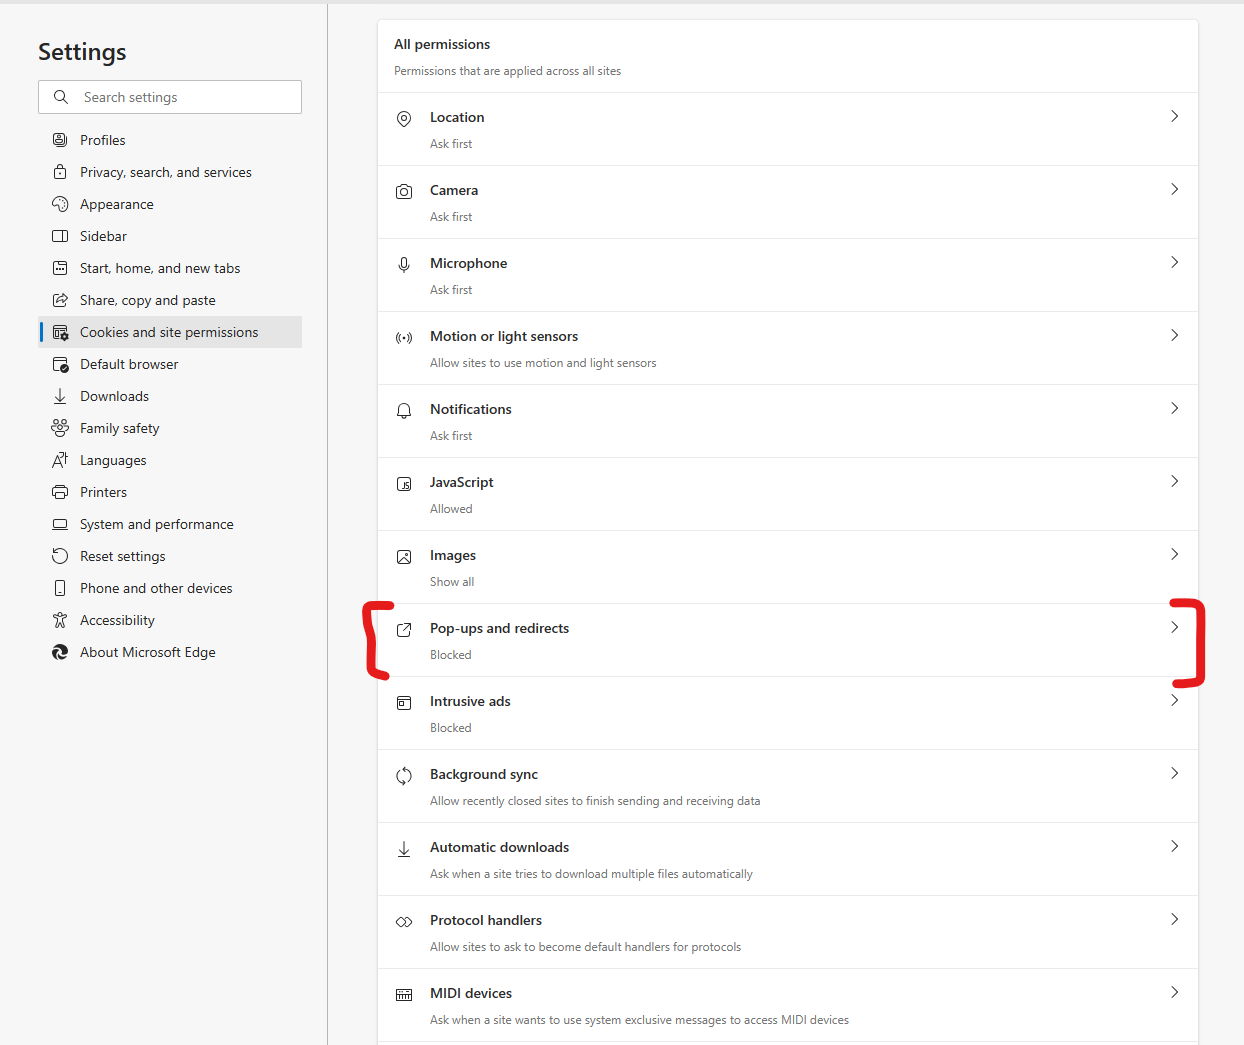 Settings
Search settings
Profiles
Privacy, search, and services
Appearance
Sidebar
Start, home, and new tabs
Share, copy and paste
Cookies and site permissions
Default browser
Downloads
Family safety
Languages
Printers
System and performance
Reset settings
Phone and other devices
Accessibility
About Microsoft Edge
All permissions
Permissions that are applied across all sites
Location
Ask first
Camera
Ask first
Microphone
Ask first
Motion or light sensors
Allow sites to use motion and light sensors
Notifications
Ask first
JavaScript
Allowed
Images
Show all
Pop-ups and redirects
Blocked
Intrusive ads
Blocked
Background sync
Allow recently closed sites to finish sending and receiving data
Automatic downloads
Ask when a site tries to download multiple files automatically
Protocol handlers
Allow sites to ask to become default handlers for protocols
MIDI devices
Ask when a site wants to use system exclusive messages to access MIDI devices